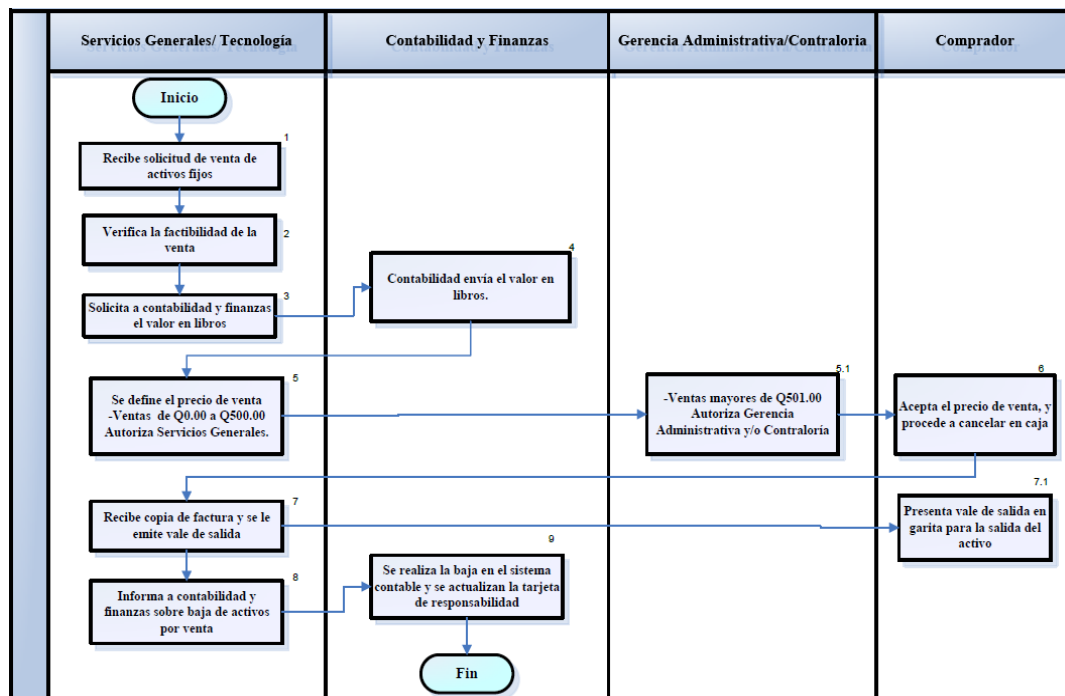 Servicios Generales/ Tecnología
Contabilidad y Finanzas
Gerencia Administrativa/Contraloria
Comprador
Inicio
1
Recibe solicitud de venta de
activos fijos
2
Verifica la factibilidad de la
venta
3
Solicita a contabilidad y finanzas
el valor en libros
4
Contabilidad envía el valor en
libros.
5
Se define el precio de venta
-Ventas de Q0.00 a Q500.00
Autoriza Servicios Generales.
5.1
-Ventas mayores de Q501.00
Autoriza Gerencia
Administrativa y/o Contraloría
6
Acepta el precio de venta, y
procede a cancelar en caja
7
Recibe copia de factura y se le
emite vale de salida
7.1
Presenta vale de salida en
garita para la salida del
activo
8
Informa a contabilidad y
finanzas sobre baja de activos
por venta
9
Se realiza la baja en el sistema
contable y se actualizan la tarjeta
de responsabilidad
Fin